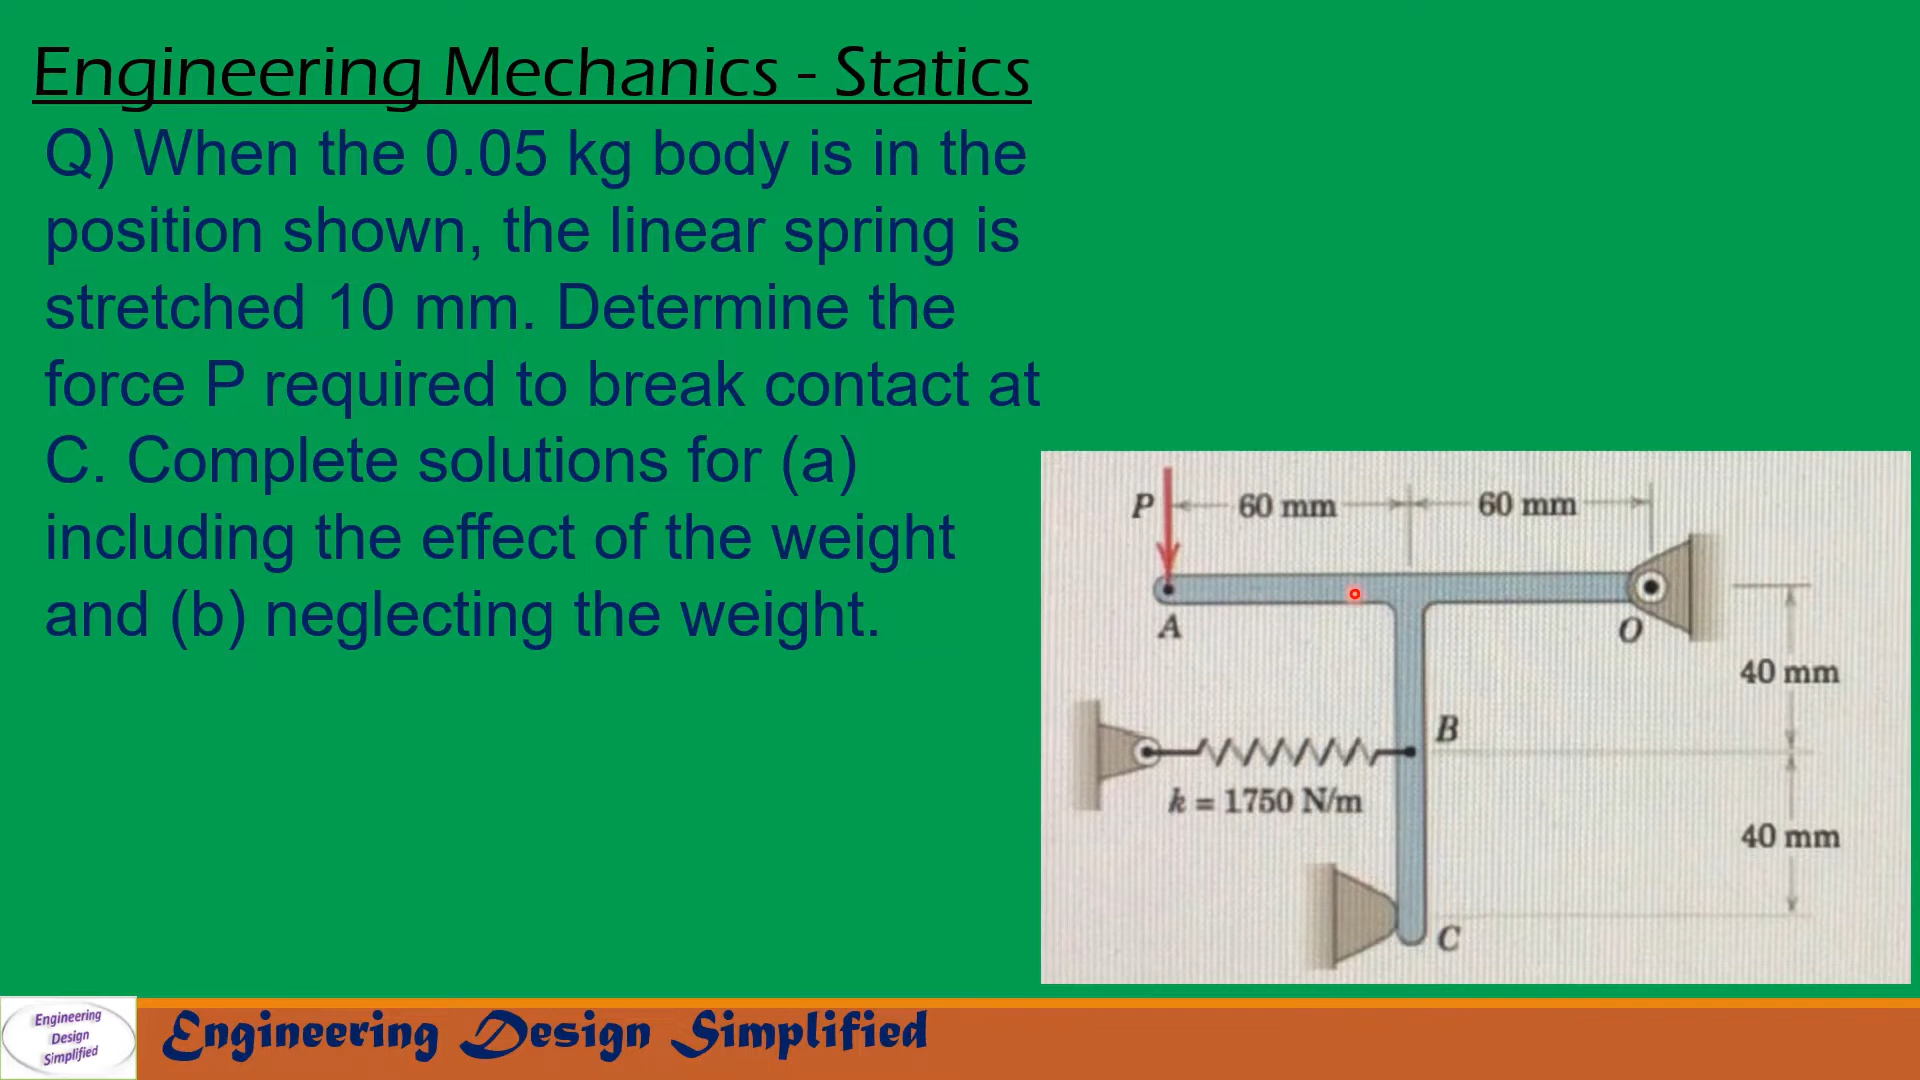 Engineering Mechanics - Statics
Q) When the 0.05 kg body is in the
position shown, the linear spring is
stretched 10 mm. Determine the
force P required to break contact at
C. Complete solutions for (a)
including the effect of the weight
and (b) neglecting the weight.
P
60 mm
60 mm
A
O
40 mm
B
k = 1750 N/m
40 mm
C
Engineering
Design
Simplified
Engineering Design Simplified